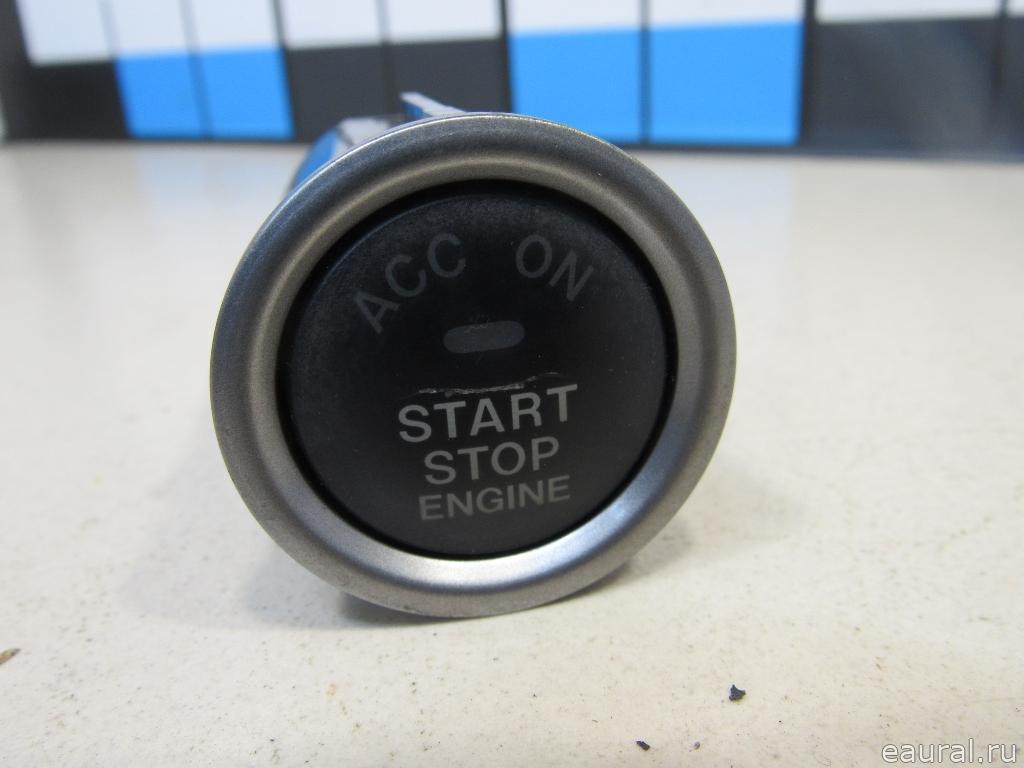 ACC ON
START
STOP
ENGINE
eaural.ru